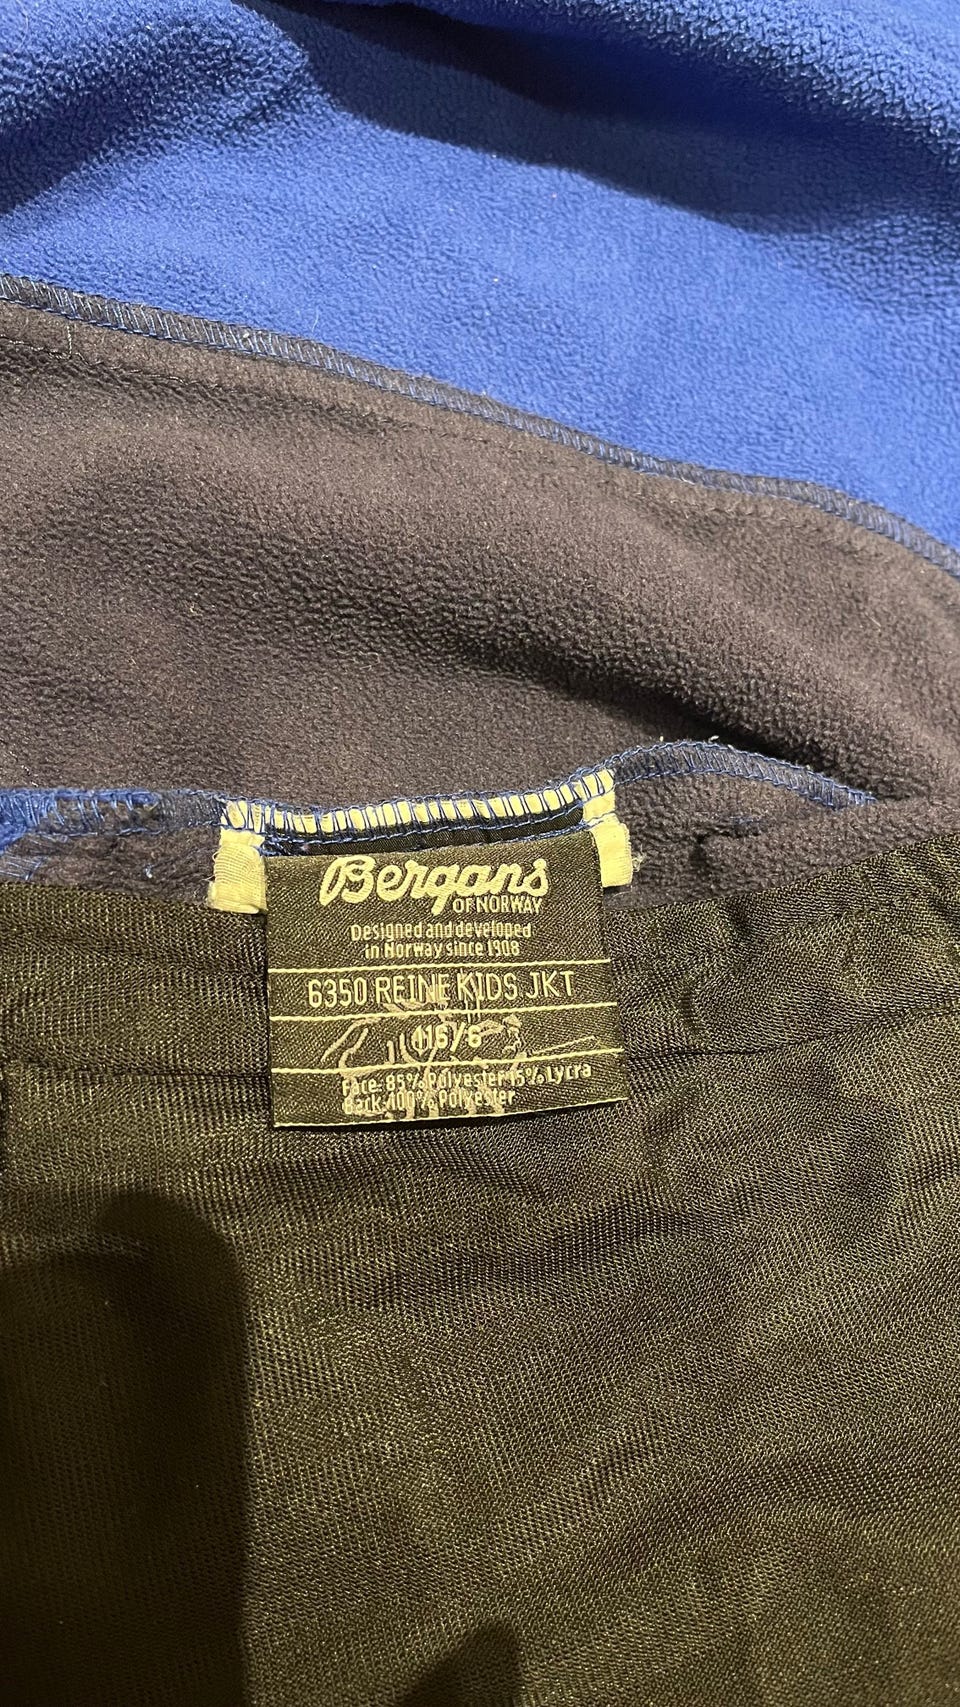 Bergans
OF NORWAY
Designed and developed
in Norway since 1908
6350 REINE KIDS JKT
116/6
Face: 85% Polyester 15% Lycra
Back: 100% Polyester